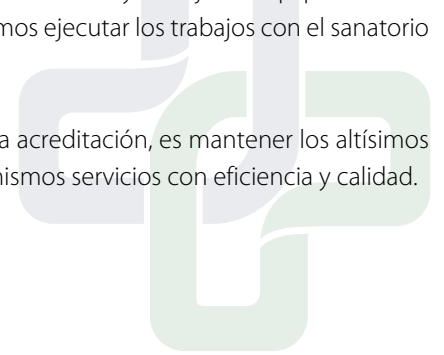 mos ejecutar los trabajos con el sanatorio
a acreditación, es mantener los altísimos
nismos servicios con eficiencia y calidad.